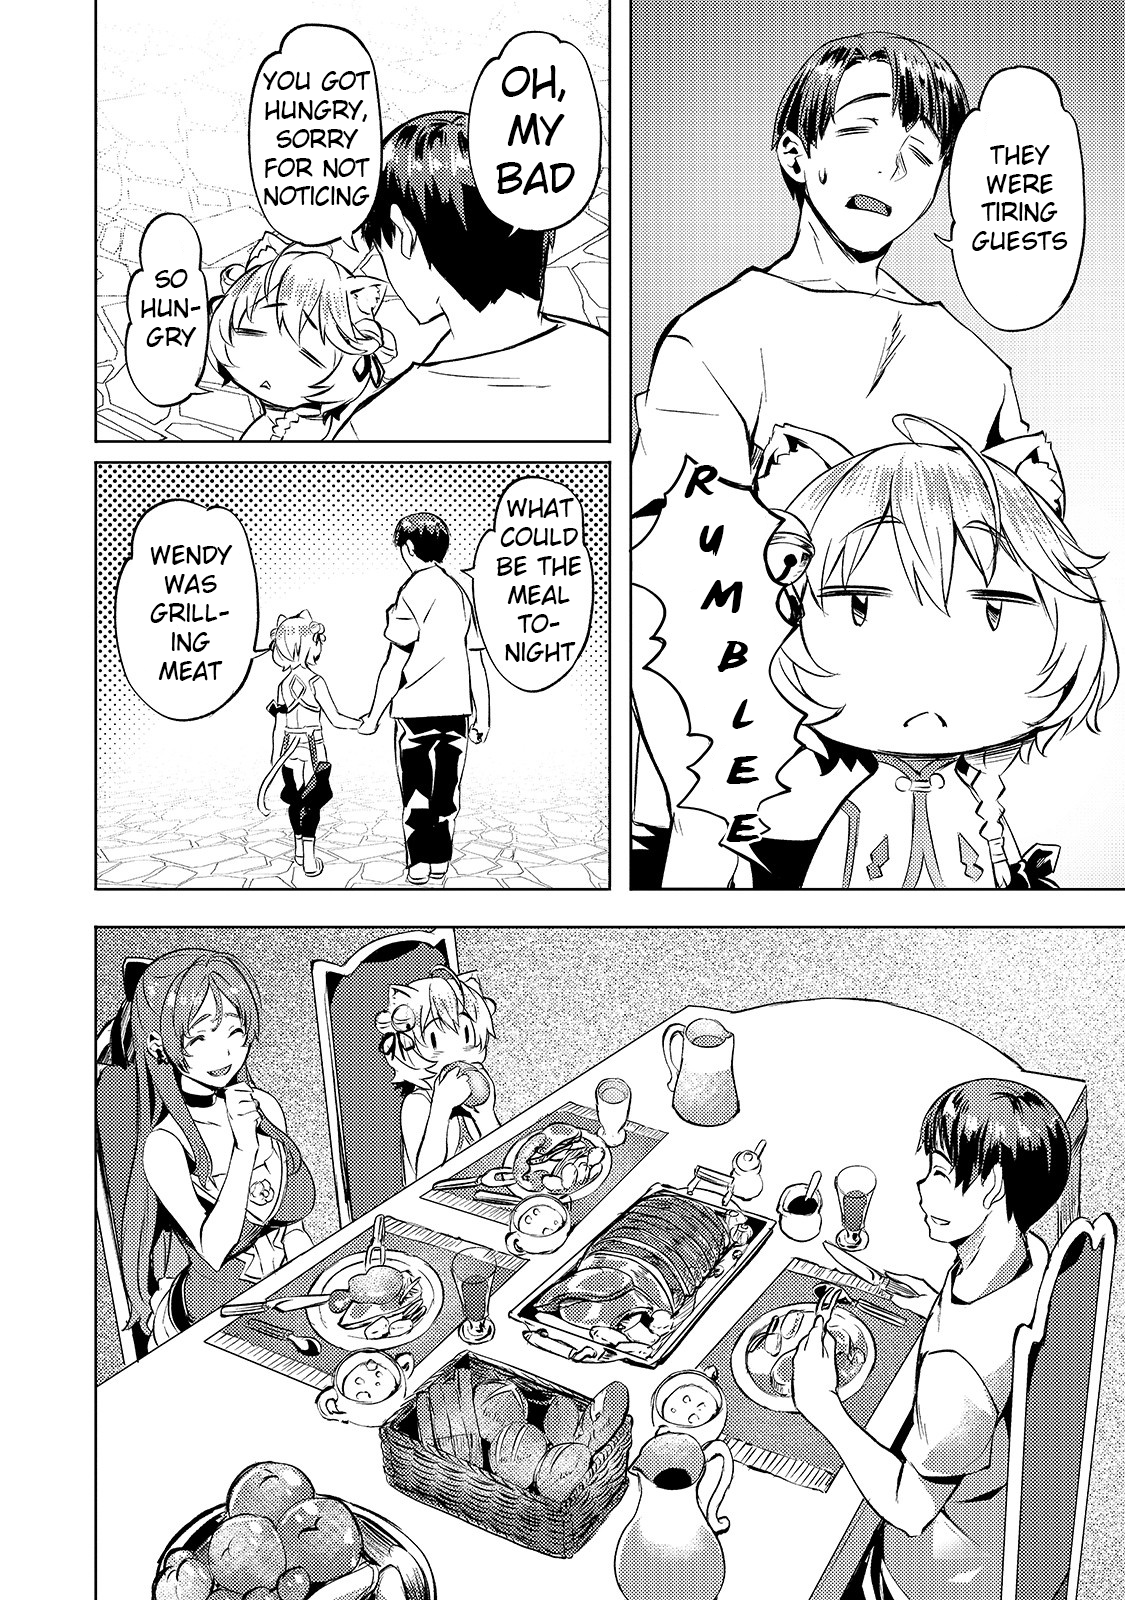 THEY
WERE
TIRING
GUESTS
RUMBLEE
OH,
MY
BAD
YOU GOT
HUNGRY,
SORRY
FOR NOT
NOTICING
SO
HUN-
GRY
WHAT
COULD
BE THE
MEAL
TO-
NIGHT
WENDY
WAS
GRILL-
ING
MEAT